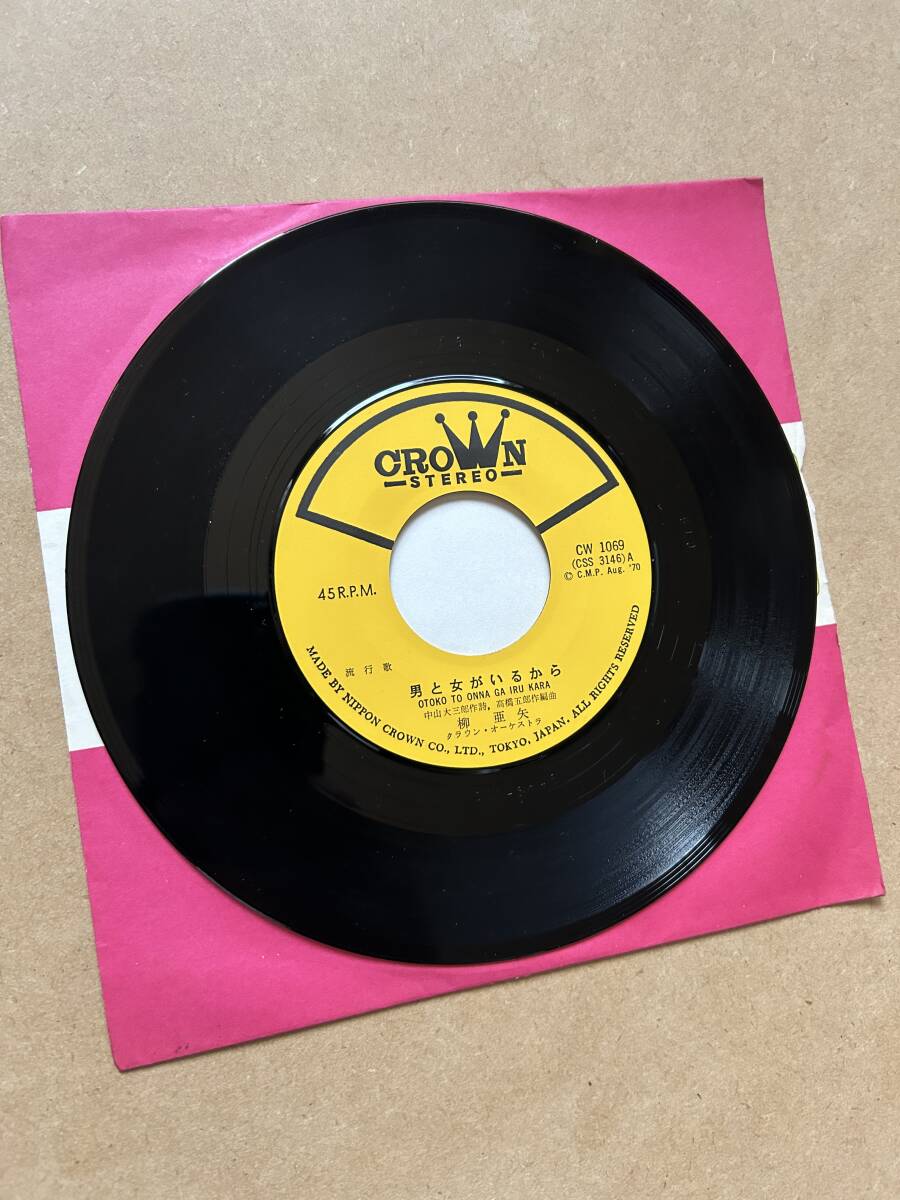 CROWN
STEREO
CW 1069
(CSS 3146)A
© C.M.P. Aug. '70
45 R.P.M.
流行歌
男と女がいるから
OTOKO TO ONNA GA IRU KARA
中山大三郎作詩, 高橋五郎作編曲
柳亜矢
クラウン・オーケストラ
MADE BY NIPPON CROWN CO., LTD., TOKYO, JAPAN. ALL RIGHTS RESERVED